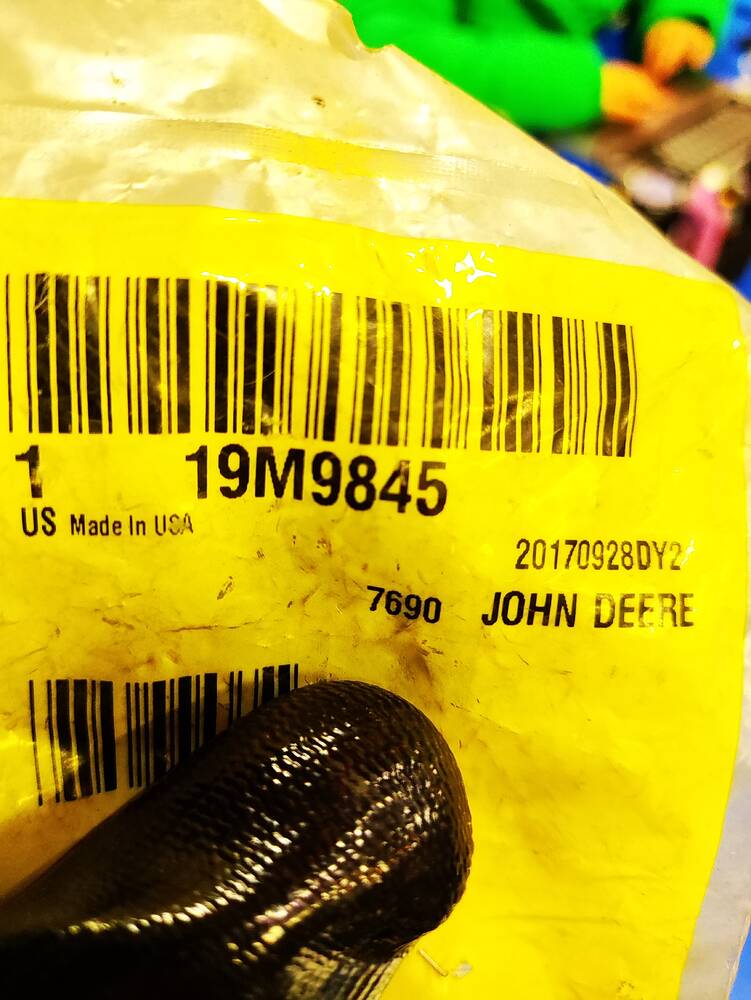 1 19M9845
US Made In USA
20170928DY2
7690 JOHN DEERE